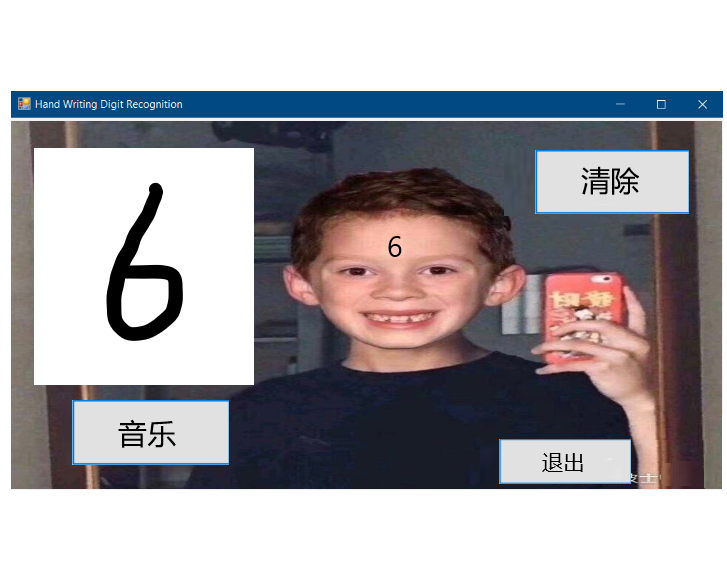 Hand Writing Digit Recognition
6
6
清除
音乐
退出